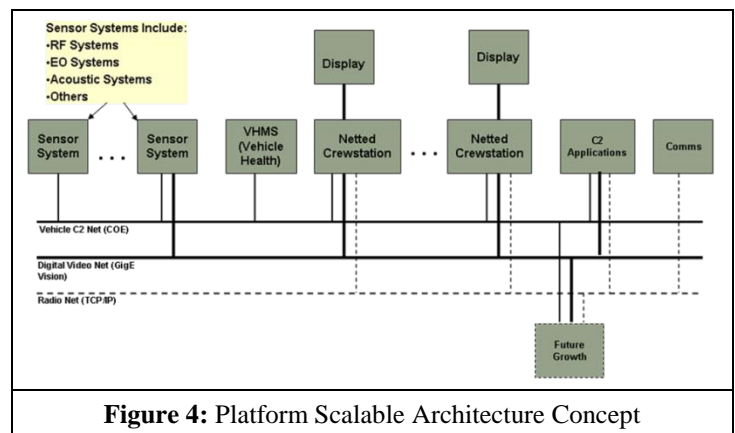 Sensor Systems Include:
•RF Systems
•EO Systems
•Acoustic Systems
•Others
Display
Display
Sensor
System
...
Sensor
System
VHMS
(Vehicle
Health)
Netted
Crewstation
...
Netted
Crewstation
C2
Applications
Comms
Vehicle C2 Net (COE)
Digital Video Net (GigE
Vision)
Radio Net (TCP/IP)
Future
Growth
Figure 4: Platform Scalable Architecture Concept